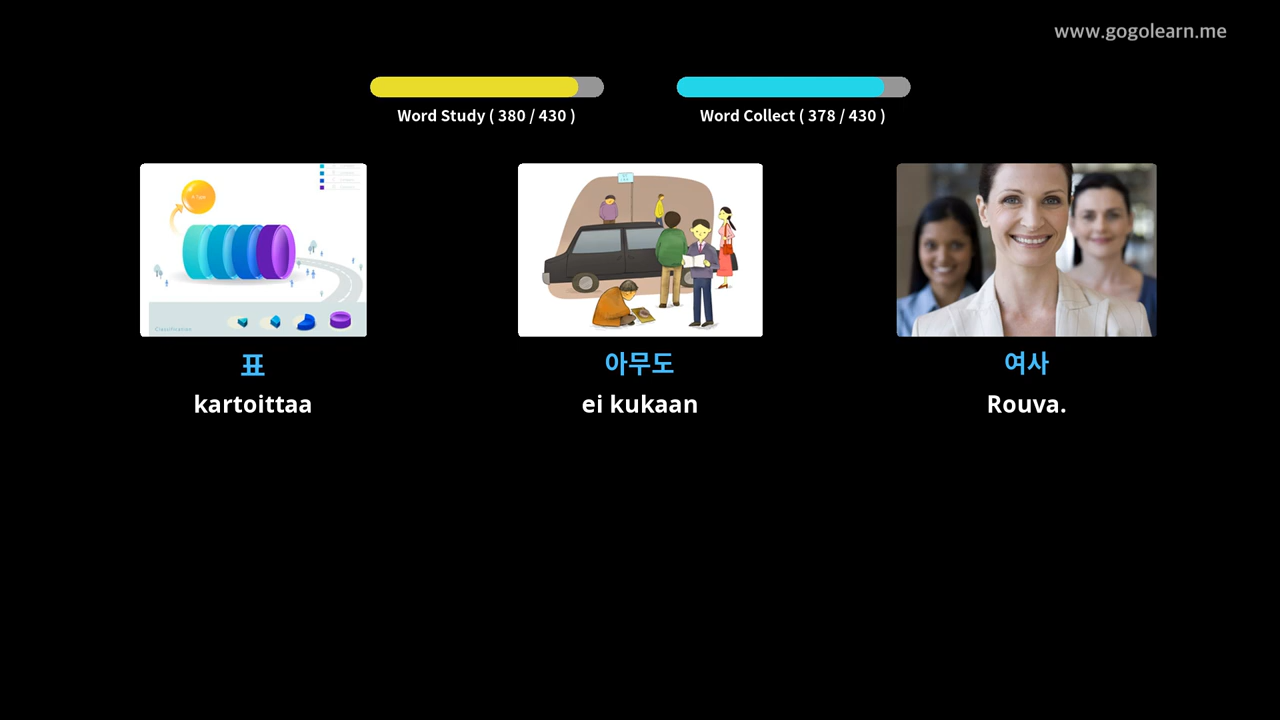 www.gogolearn.me
Word Study ( 380 / 430 )
Word Collect ( 378 / 430 )
Classification
표
아무도
여사
kartoittaa
ei kukaan
Rouva.